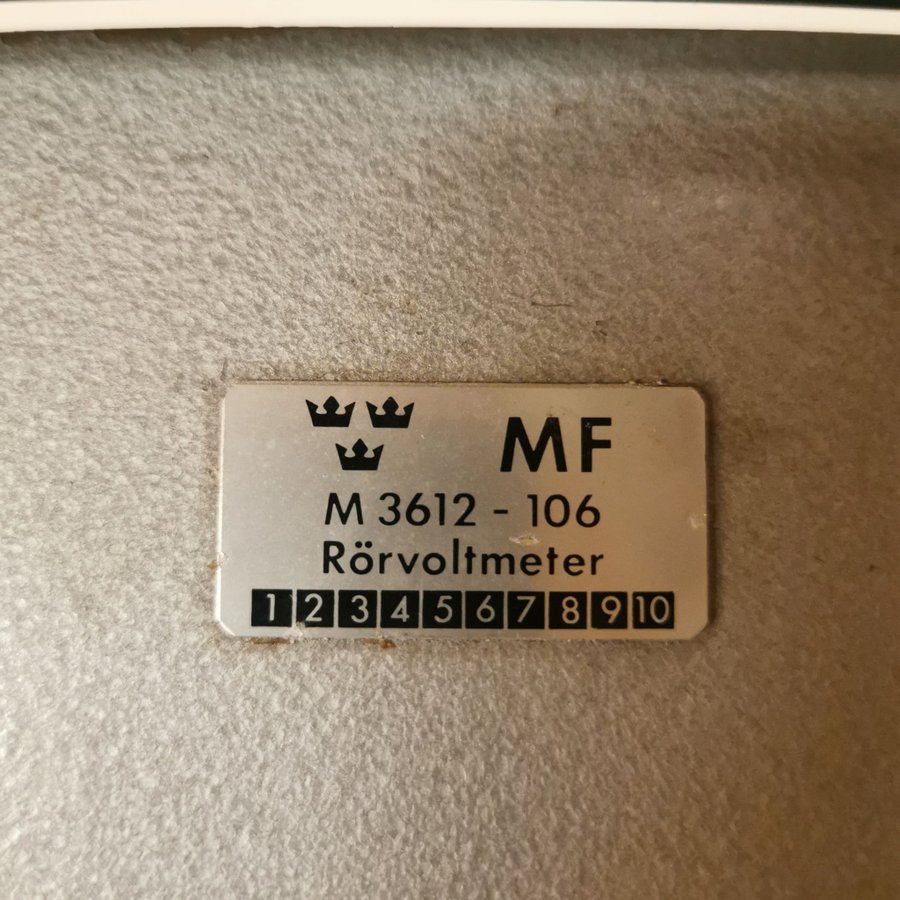 MF
M 3612 - 106
Rörvoltmeter
1 2 3 4 5 6 7 8 9 10